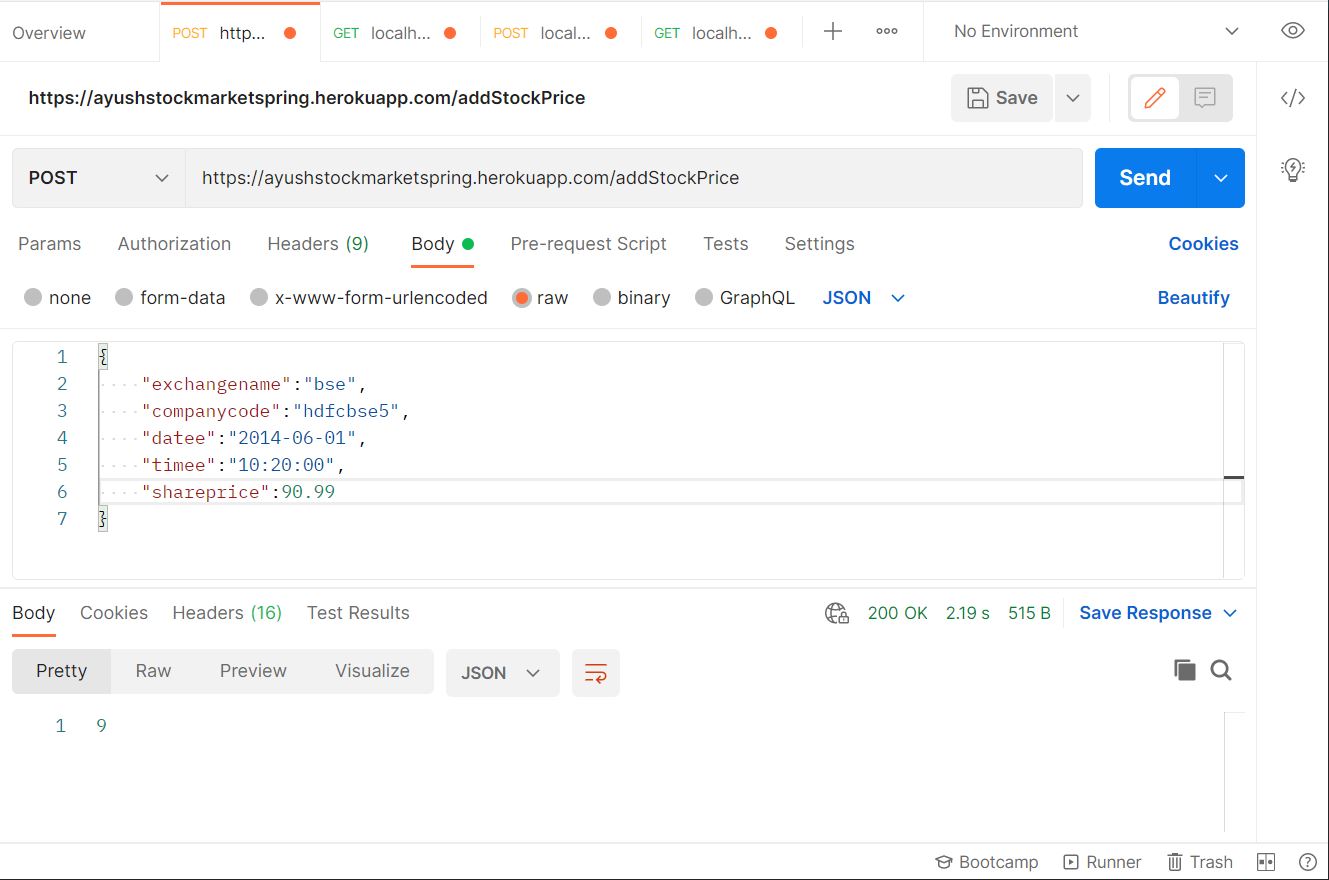 Overview POST http... GET localh... POST local... GET localh... No Environment
https://ayushstockmarketspring.herokuapp.com/addStockPrice Save
POST https://ayushstockmarketspring.herokuapp.com/addStockPrice Send
Params Authorization Headers (9) Body Pre-request Script Tests Settings Cookies
none form-data x-www-form-urlencoded raw binary GraphQL JSON Beautify
1 {
2 "exchangename":"bse",
3 "companycode":"hdfcbse5",
4 "datee":"2014-06-01",
5 "timee":"10:20:00",
6 "shareprice":90.99
7 }
Body Cookies Headers (16) Test Results 200 OK 2.19 s 515 B Save Response
Pretty Raw Preview Visualize JSON
1 9
Bootcamp Runner Trash